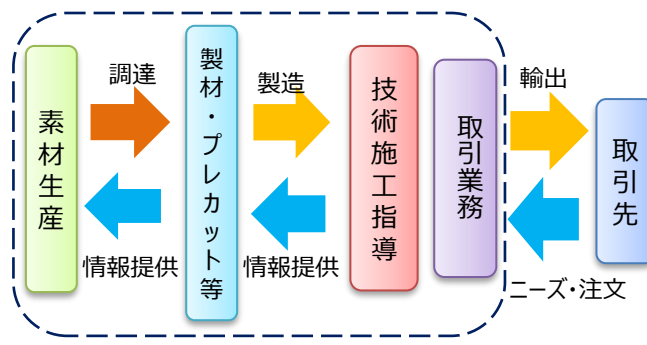 素材生産
調達
情報提供
製材・プレカット等
製造
情報提供
技術施工指導
取引業務
輸出
ニーズ・注文
取引先